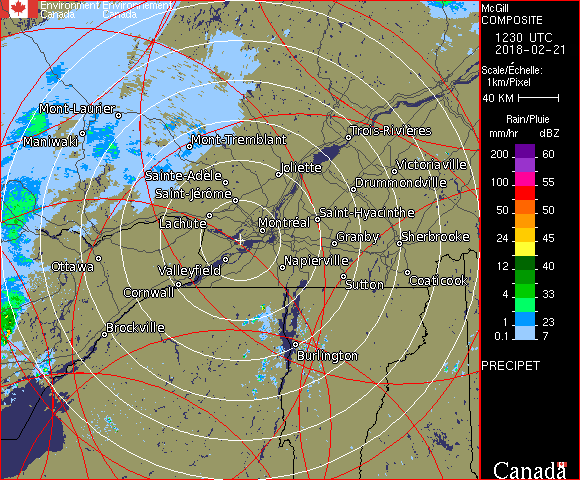 Environment Environnement
Canada Canada
McGill
COMPOSITE
1230 UTC
2018-02-21
Scale/Échelle:
1km/Pixel
40 KM
Rain/Pluie
mm/hr dBZ
200 60
150 57
100 55
50 50
24 45
12 40
4 33
1 23
0.1 7
PRECIPET
Canada
Mont-Laurier
Maniwaki
Mont-Tremblant
Trois-Rivières
Joliette
Victoriaville
Sainte-Adèle
Drummondville
Saint-Jérôme
Lachute
Saint-Hyacinthe
Montréal
Granby
Sherbrooke
Ottawa
Valleyfield
Napierville
Cornwall
Sutton
Coaticook
Brockville
Burlington